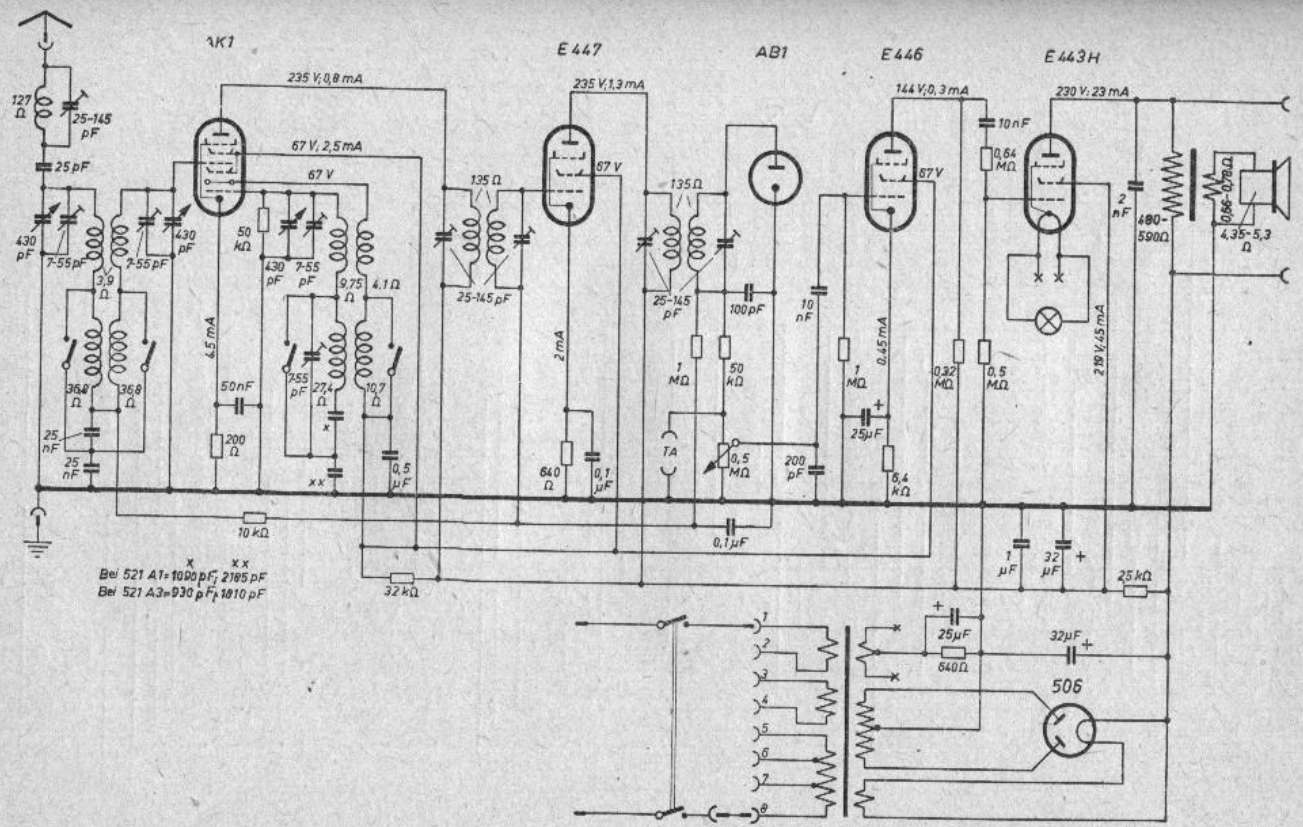 AK1
E 447
AB1
E 446
E 443H
235 V; 0,8 mA
235 V; 1,3 mA
144 V; 0,3 mA
230 V; 23 mA
127 Ω
25-145 pF
25 pF
67 V; 2,5 mA
67 V
67 V
67 V
10 nF
0,64 MΩ
135 Ω
135 Ω
430 pF
7-55 pF
7-55 pF
430 pF
3,9 Ω
50 kΩ
430 pF
7-55 pF
9,75 Ω
4,1 Ω
25-145 pF
25-145 pF
100 pF
10 nF
2 nF
480-590 Ω
0,66-0,78 Ω
4,35-5,3 Ω
36,8 Ω
36,8 Ω
4,5 mA
50 nF
200 Ω
7-55 pF
27,4 Ω
10,7 Ω
x
xx
0,5 µF
2 mA
640 Ω
0,1 µF
1 MΩ
50 kΩ
TA
0,5 MΩ
200 pF
1 MΩ
0,45 mA
25 µF
+
6,4 kΩ
0,32 MΩ
0,5 MΩ
x x
219 V; 45 mA
25 nF
25 nF
10 kΩ
0,1 µF
1 µF
32 µF
+
25 kΩ
32 kΩ
x xx
Bei 521 A1 = 1090 pF; 2185 pF
Bei 521 A3 = 930 pF; 1810 pF
1
2
3
4
5
6
7
8
x
x
+
25 µF
640 Ω
32 µF
+
506